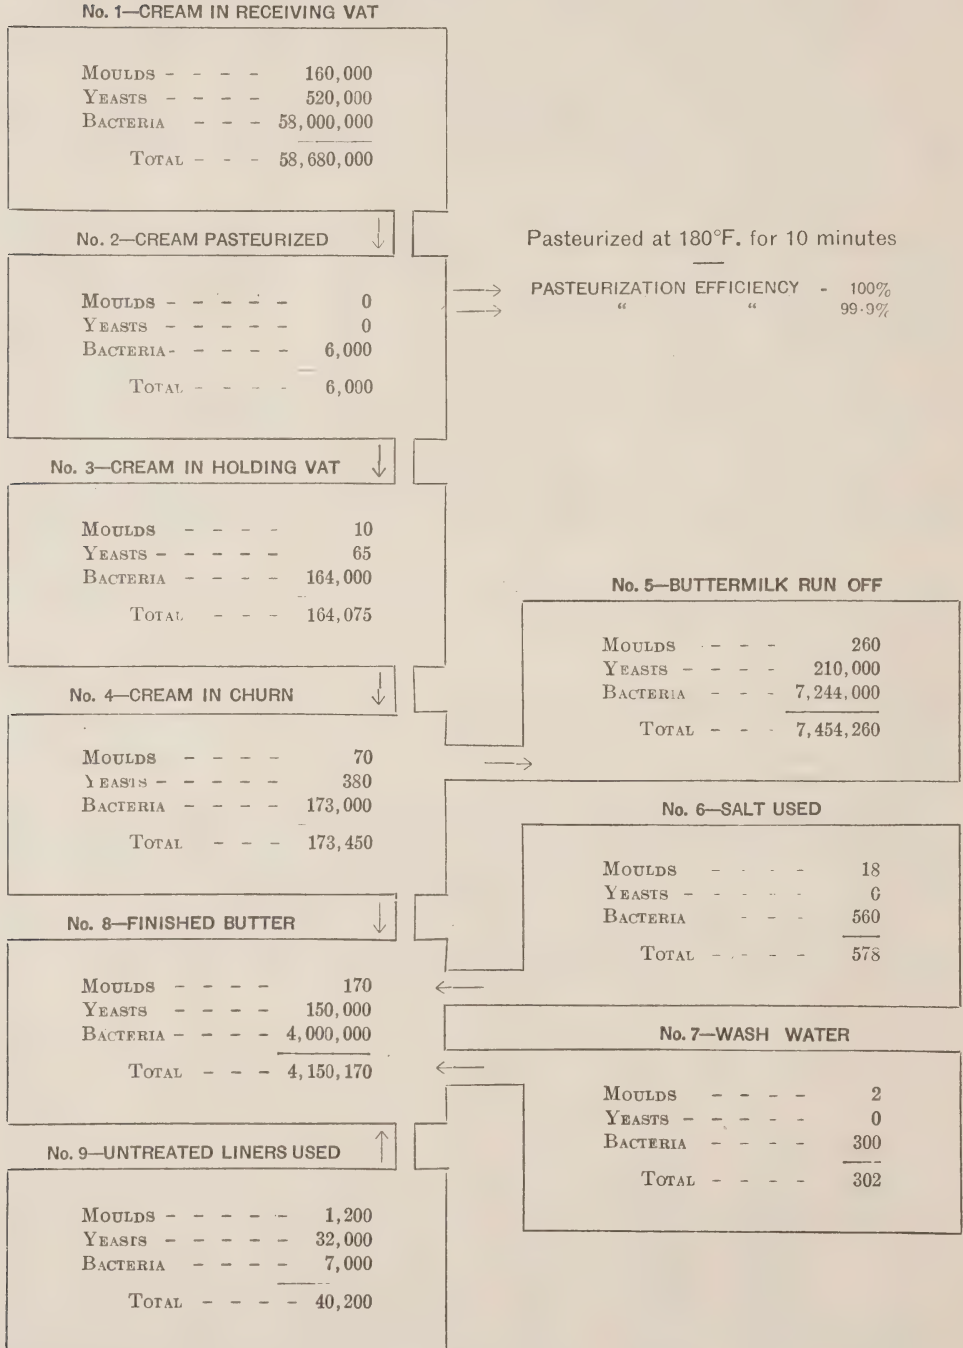 No. 1—CREAM IN RECEIVING VAT
MOULDS - - - - 160,000
YEASTS - - - - 520,000
BACTERIA - - - 58,000,000
TOTAL - - - 58,680,000
No. 2—CREAM PASTEURIZED ↓
Pasteurized at 180°F. for 10 minutes
MOULDS - - - - - 0
YEASTS - - - - - 0
BACTERIA - - - - - 6,000
TOTAL - - - - 6,000
→ PASTEURIZATION EFFICIENCY - 100%
→ “ “ 99·9%
No. 3—CREAM IN HOLDING VAT ↓
MOULDS - - - - 10
YEASTS - - - - - 65
BACTERIA - - - - 164,000
TOTAL - - - 164,075
No. 4—CREAM IN CHURN ↓
MOULDS - - - - 70
YEASTS - - - - - 380
BACTERIA - - - - 173,000
TOTAL - - - 173,450
No. 5—BUTTERMILK RUN OFF
MOULDS - - - 260
YEASTS - - - - 210,000
BACTERIA - - - 7,244,000
TOTAL - - - 7,454,260
→
No. 6—SALT USED
MOULDS - - - - 18
YEASTS - - - - - 0
BACTERIA - - - 560
TOTAL - - - - 578
←
No. 7—WASH WATER
MOULDS - - - - 2
YEASTS - - - - - 0
BACTERIA - - - - 300
TOTAL - - - - 302
←
No. 8—FINISHED BUTTER ↓
MOULDS - - - - 170
YEASTS - - - - 150,000
BACTERIA - - - - 4,000,000
TOTAL - - - 4,150,170
No. 9—UNTREATED LINERS USED ↑
MOULDS - - - - - 1,200
YEASTS - - - - - 32,000
BACTERIA - - - - 7,000
TOTAL - - - - 40,200